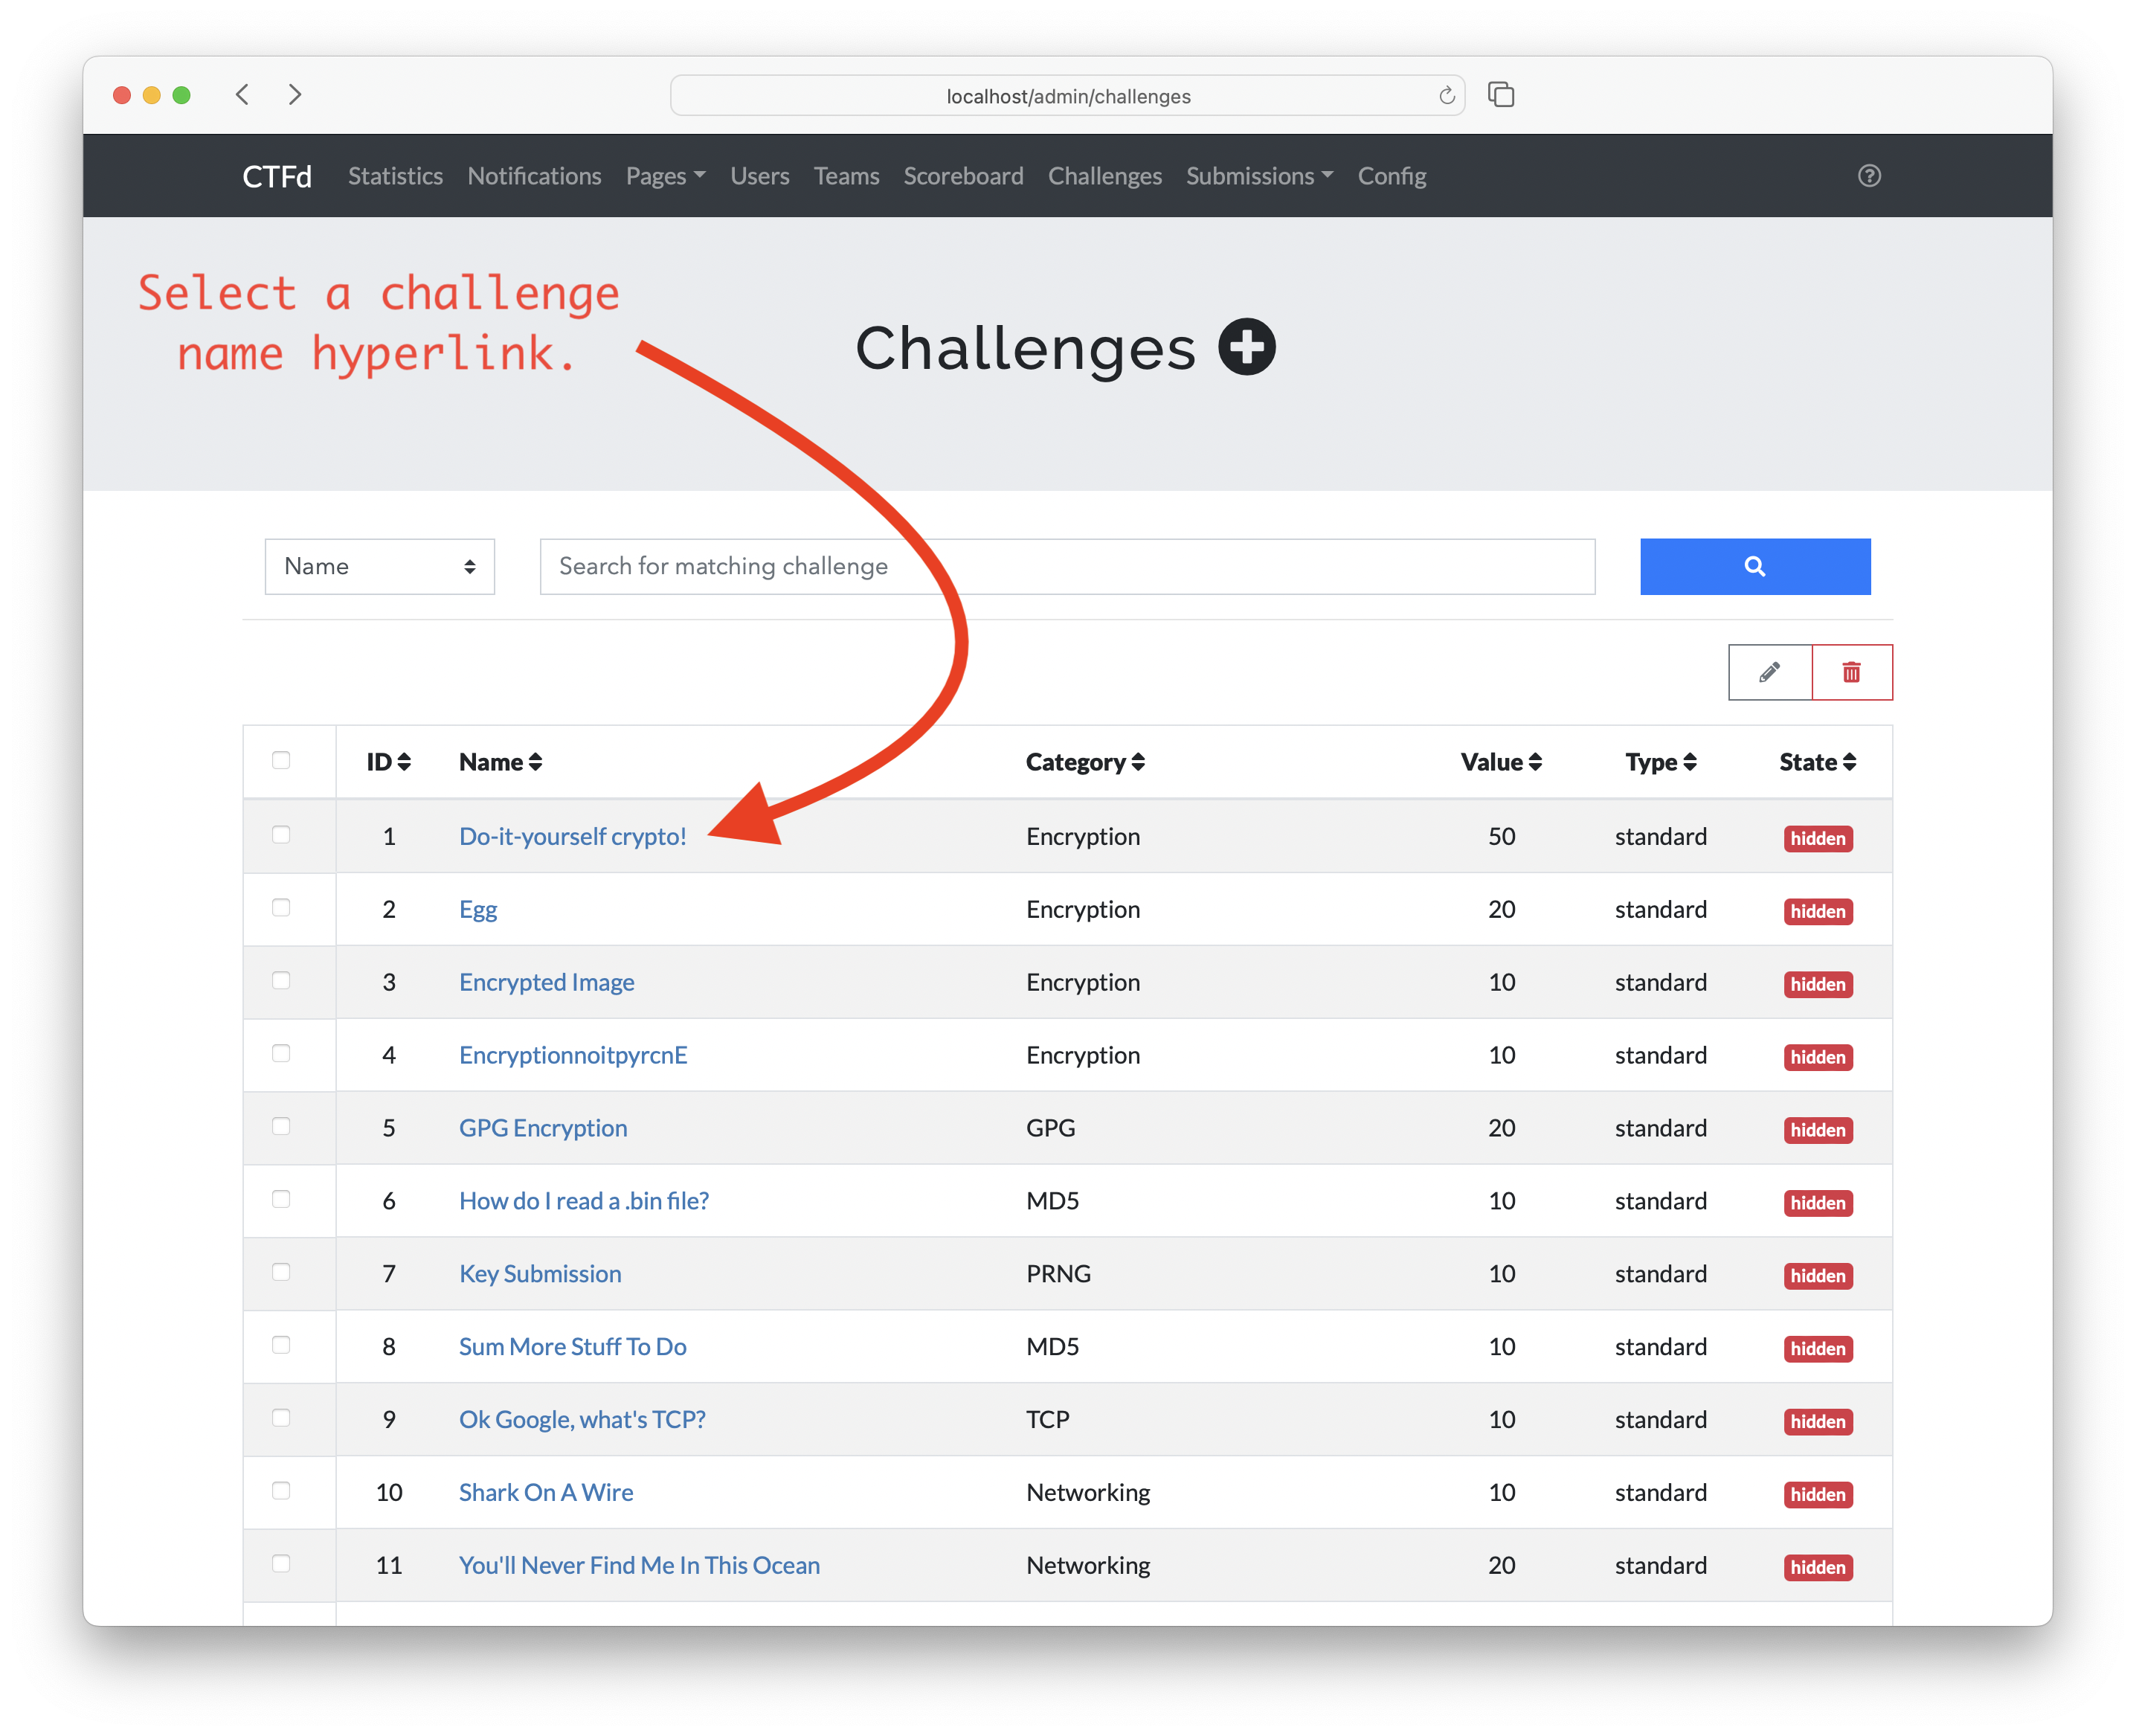 localhost/admin/challenges
CTFd Statistics Notifications Pages Users Teams Scoreboard Challenges Submissions Config
Select a challenge
name hyperlink.
Challenges
Name Search for matching challenge
ID Name Category Value Type State
1 Do-it-yourself crypto! Encryption 50 standard hidden
2 Egg Encryption 20 standard hidden
3 Encrypted Image Encryption 10 standard hidden
4 EncryptionnoitpyrcnE Encryption 10 standard hidden
5 GPG Encryption GPG 20 standard hidden
6 How do I read a .bin file? MD5 10 standard hidden
7 Key Submission PRNG 10 standard hidden
8 Sum More Stuff To Do MD5 10 standard hidden
9 Ok Google, what's TCP? TCP 10 standard hidden
10 Shark On A Wire Networking 10 standard hidden
11 You'll Never Find Me In This Ocean Networking 20 standard hidden